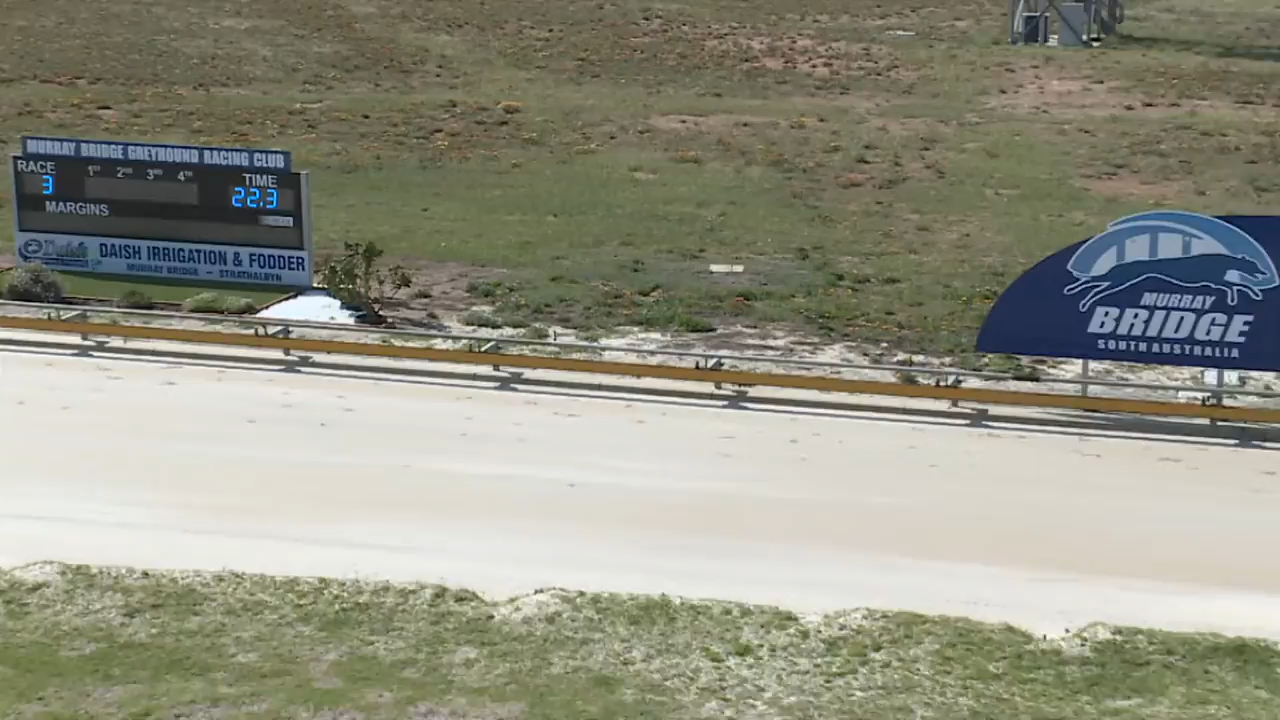 MURRAY BRIDGE GREYHOUND RACING CLUB
RACE 1ST 2ND 3RD 4TH TIME
3 22.3
MARGINS
Daish DAISH IRRIGATION & FODDER
MURRAY BRIDGE - STRATHALBYN
MURRAY
BRIDGE
SOUTH AUSTRALIA